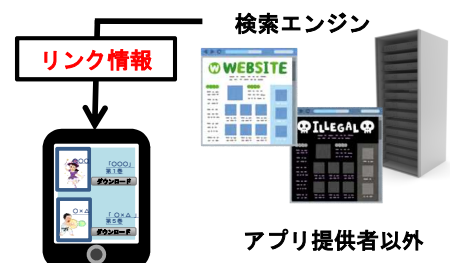 検索エンジン
リンク情報
WEBSITE
ILLEGAL
○○
「○○○」
第1巻
ダウンロード
○×△
「○×△」
第5巻
ダウンロード
アプリ提供者以外